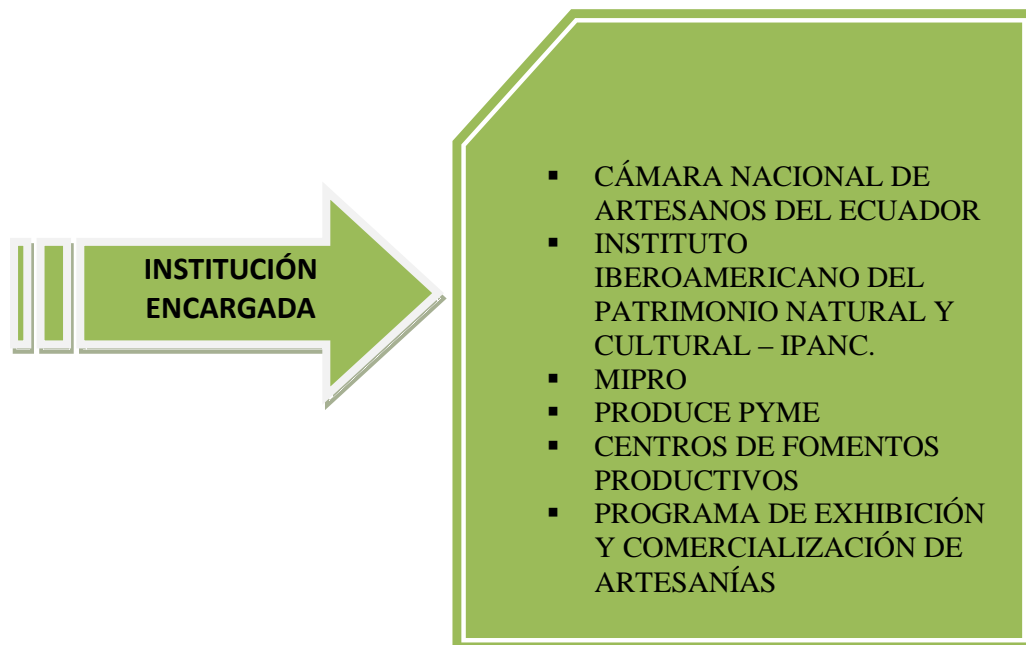 INSTITUCIÓN
ENCARGADA
▪ CÁMARA NACIONAL DE
ARTESANOS DEL ECUADOR
▪ INSTITUTO
IBEROAMERICANO DEL
PATRIMONIO NATURAL Y
CULTURAL – IPANC.
▪ MIPRO
▪ PRODUCE PYME
▪ CENTROS DE FOMENTOS
PRODUCTIVOS
▪ PROGRAMA DE EXHIBICIÓN
Y COMERCIALIZACIÓN DE
ARTESANÍAS